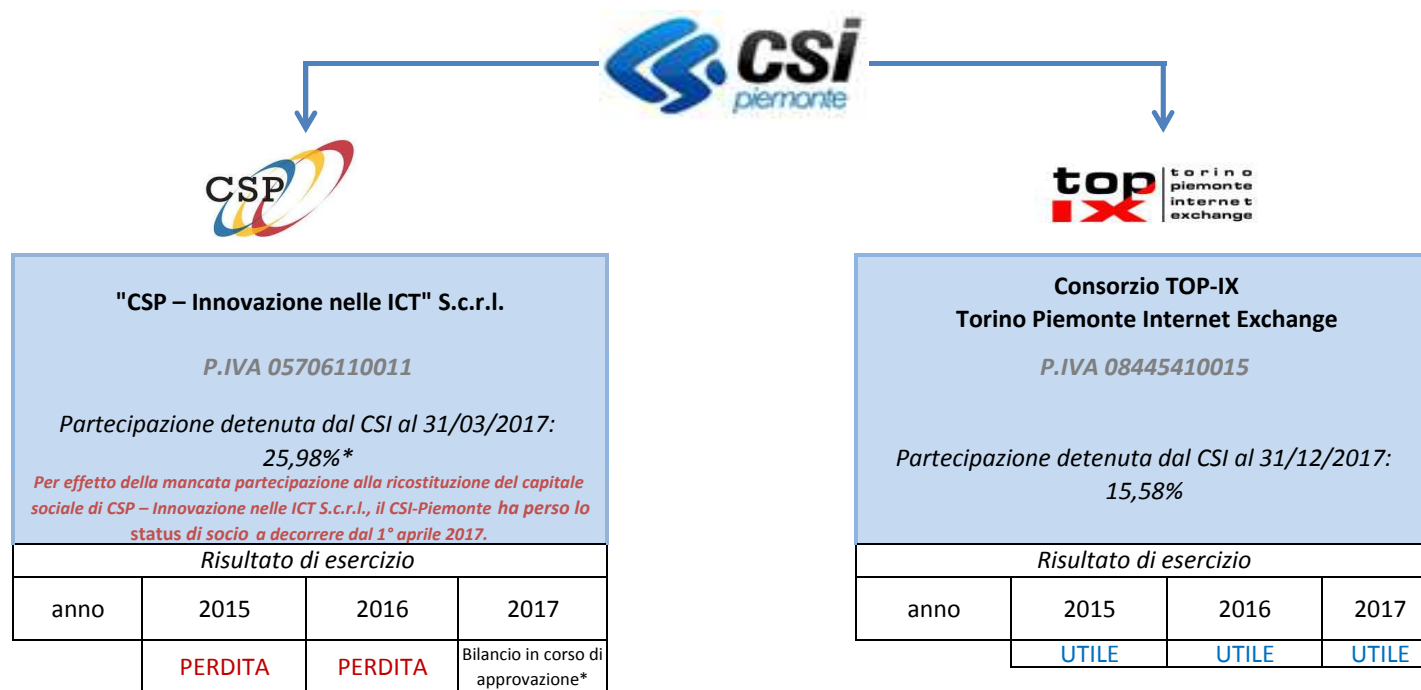 csi
piemonte
CSP
top
IX
torino
piemonte
internet
exchange
"CSP – Innovazione nelle ICT" S.c.r.l.
P.IVA 05706110011
Partecipazione detenuta dal CSI al 31/03/2017:
25,98%*
Per effetto della mancata partecipazione alla ricostituzione del capitale
sociale di CSP – Innovazione nelle ICT S.c.r.l., il CSI-Piemonte ha perso lo
status di socio a decorrere dal 1° aprile 2017.
Risultato di esercizio
anno 2015 2016 2017
PERDITA PERDITA Bilancio in corso di
approvazione*
Consorzio TOP-IX
Torino Piemonte Internet Exchange
P.IVA 08445410015
Partecipazione detenuta dal CSI al 31/12/2017:
15,58%
Risultato di esercizio
anno 2015 2016 2017
UTILE UTILE UTILE